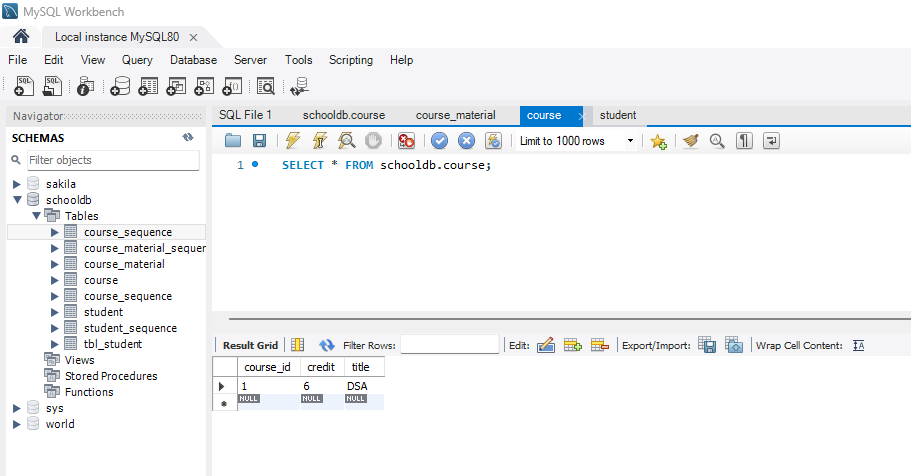 MySQL Workbench
Local instance MySQL80
File Edit View Query Database Server Tools Scripting Help
Navigator
SCHEMAS
Filter objects
sakila
schooldb
Tables
course_sequence
course_material_sequen
course_material
course
course_sequence
student
student_sequence
tbl_student
Views
Stored Procedures
Functions
sys
world
SQL File 1 schooldb.course course_material course student
Limit to 1000 rows
1 SELECT * FROM schooldb.course;
Result Grid Filter Rows: Edit: Export/Import: Wrap Cell Content: IA
course_id credit title
1 6 DSA
NULL NULL NULL